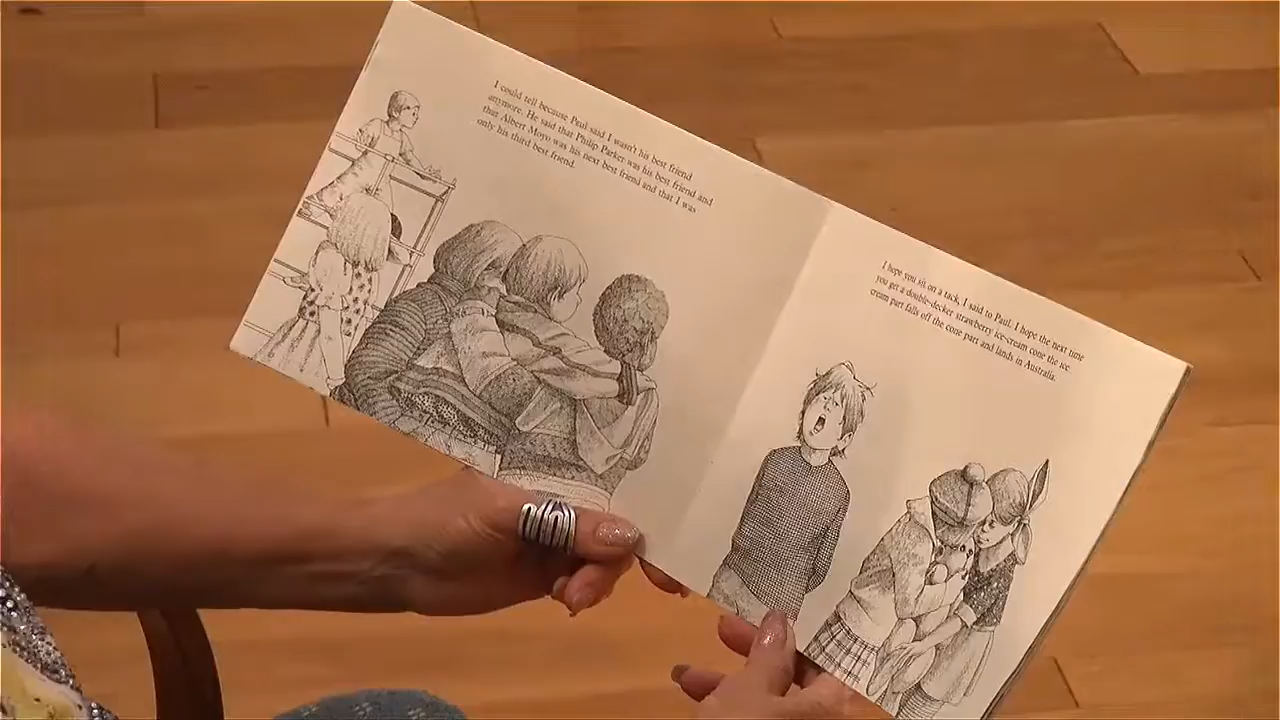 I could tell because Paul said I wasn't his best friend
anymore. He said that Philip Parker was his best friend and
that Albert Moyo was his next best friend and that I was
only his third best friend.
I hope you sit on a tack, I said to Paul. I hope the next time
you get a double-decker strawberry ice-cream cone the ice
cream part falls off the cone part and lands in Australia.